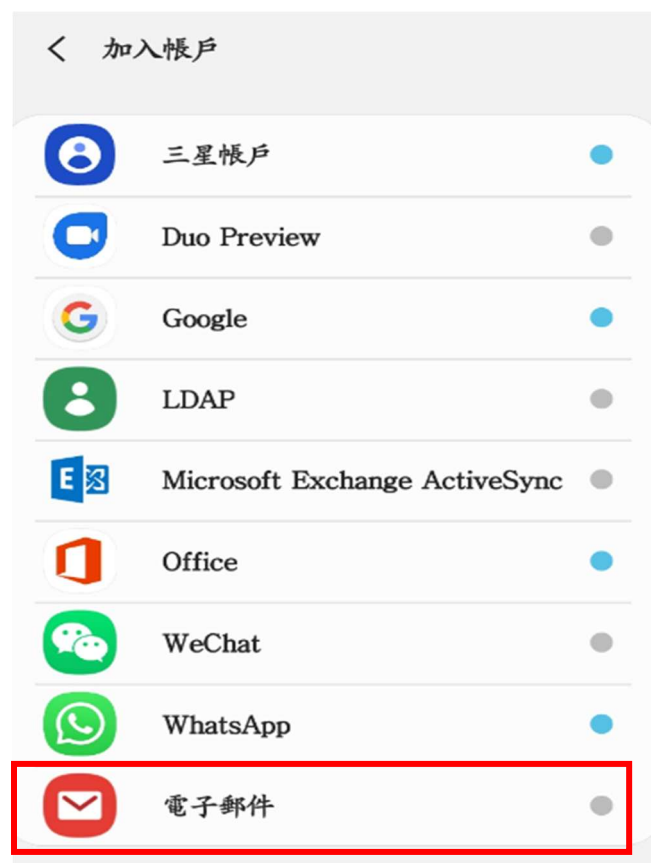 加入帳戶
三星帳戶
Duo Preview
Google
LDAP
Microsoft Exchange ActiveSync
Office
WeChat
WhatsApp
電子郵件